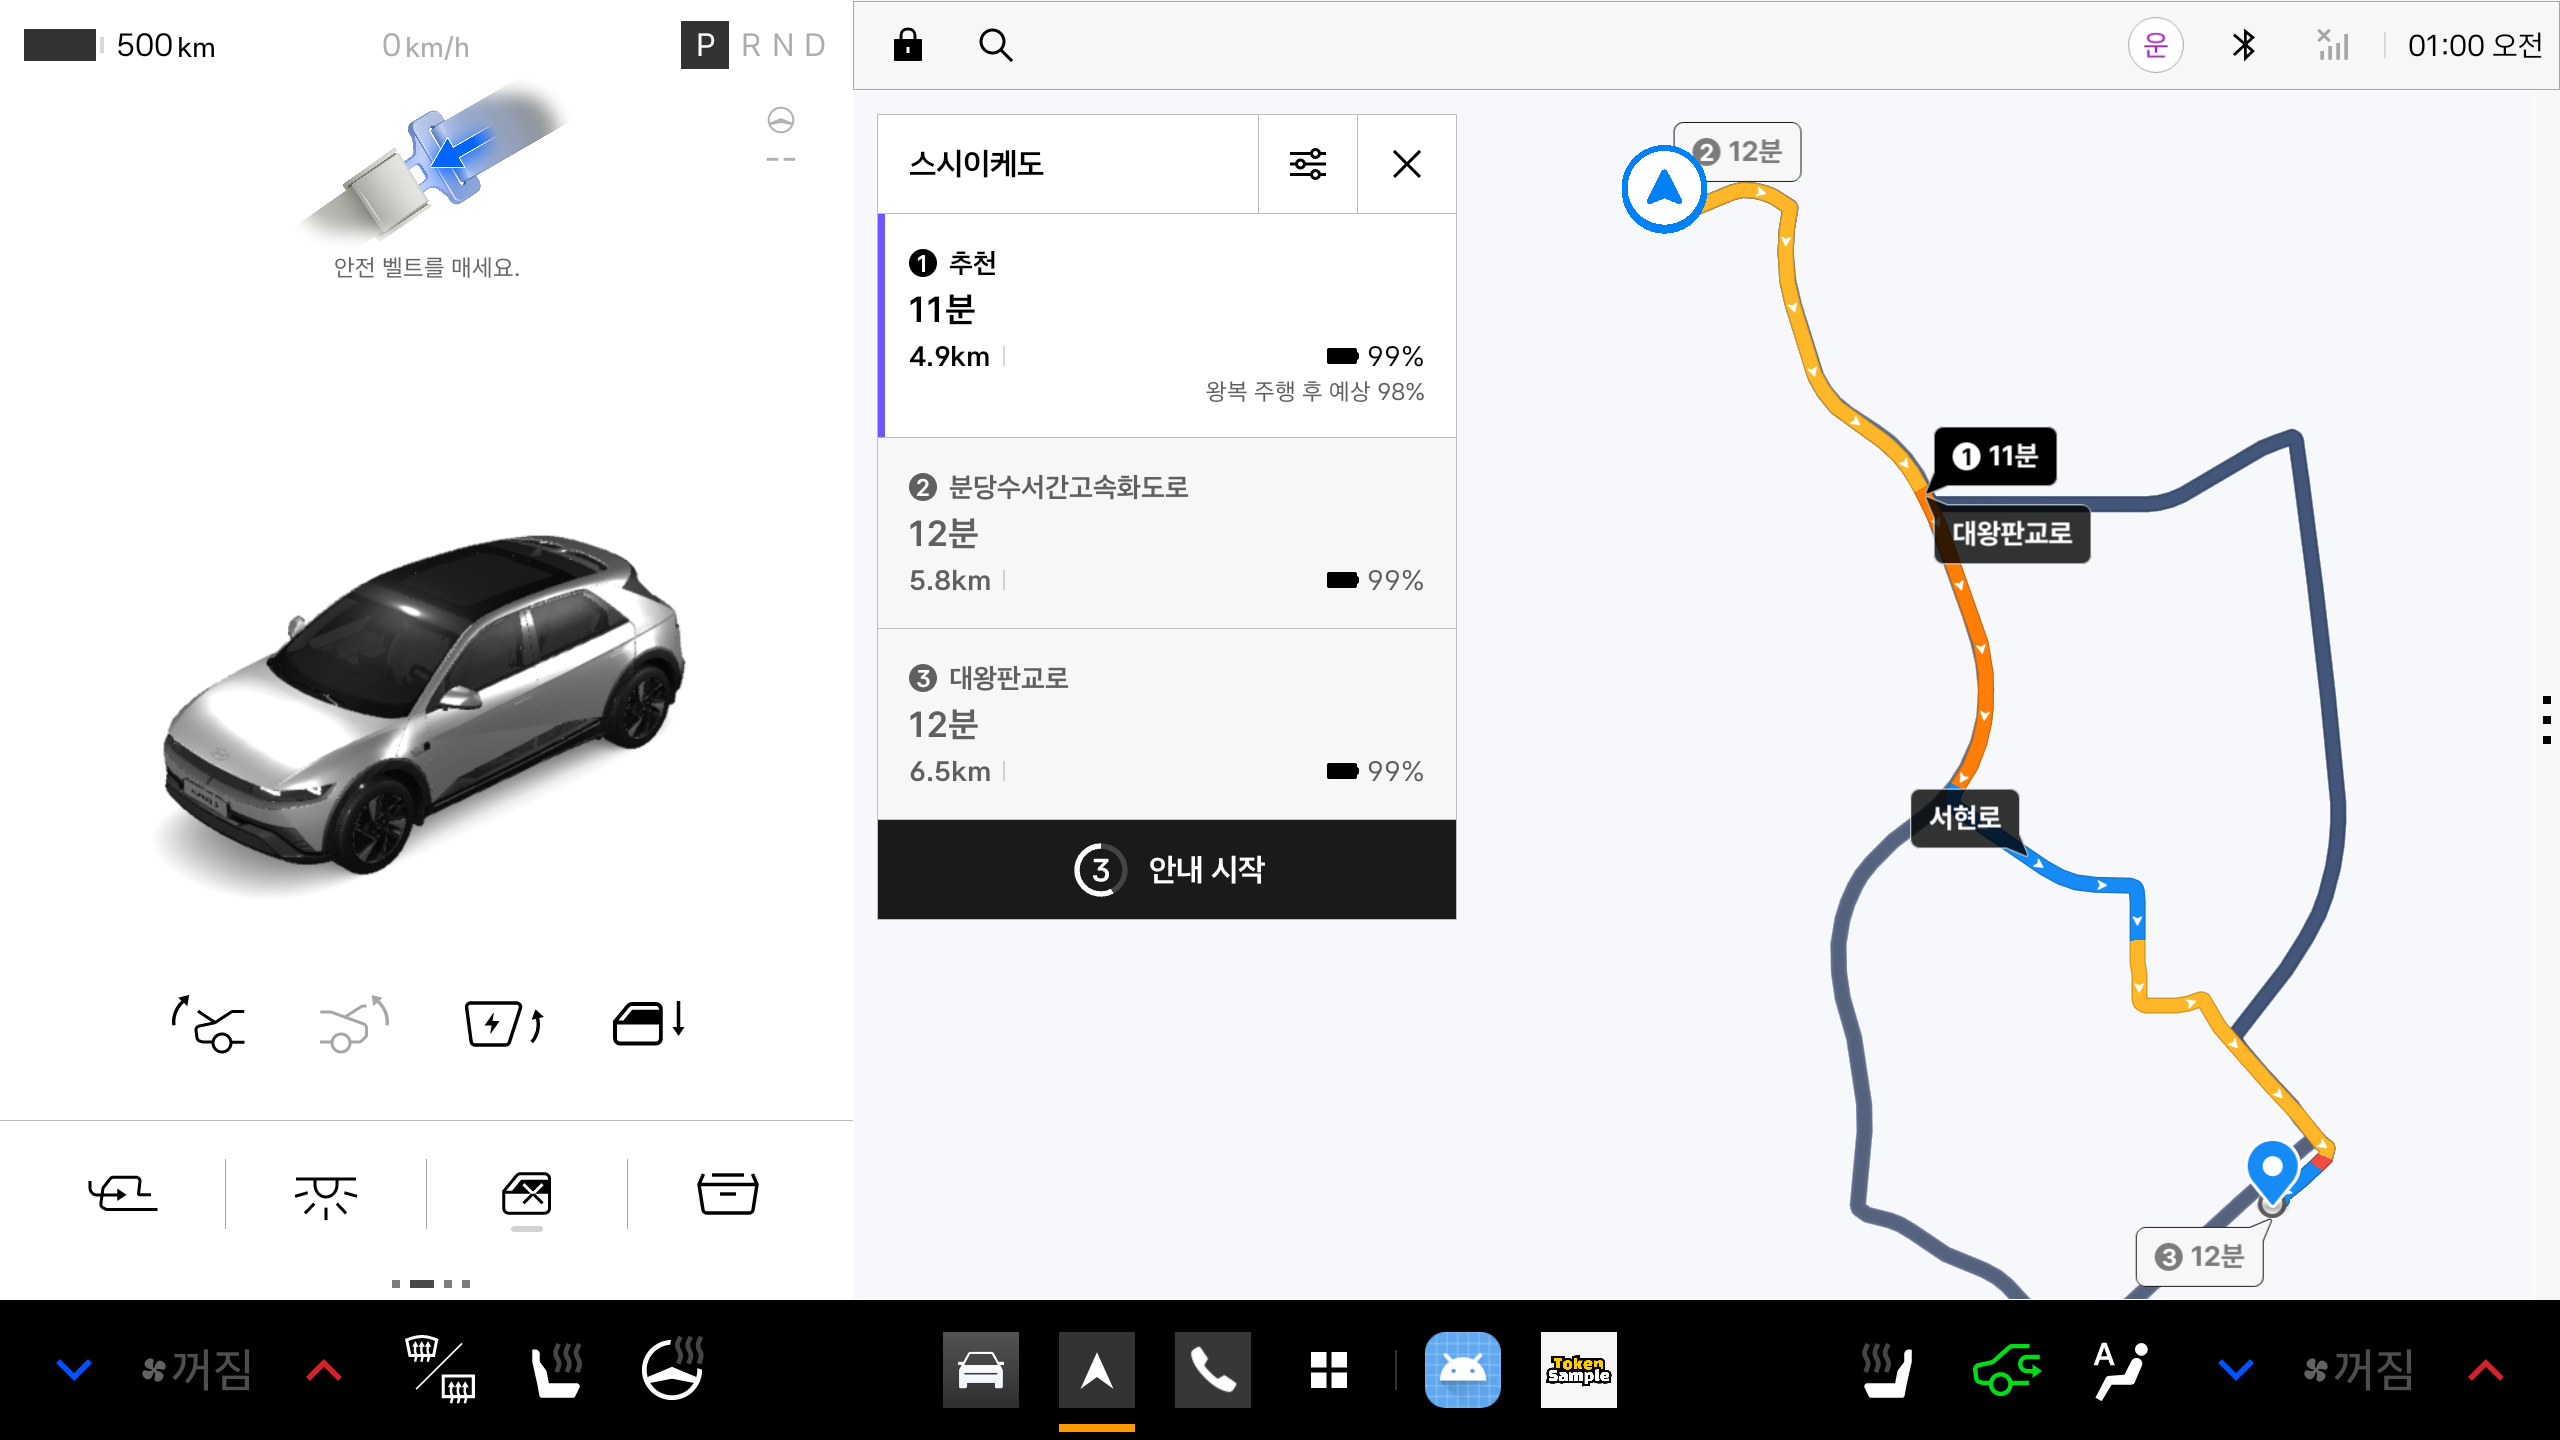 500 km
0 km/h
P R N D
운
01:00 오전
안전 벨트를 매세요.
스시이케도
1 추천
11분
4.9km
99%
왕복 주행 후 예상 98%
2 분당수서간고속화도로
12분
5.8km
99%
3 대왕판교로
12분
6.5km
99%
3 안내 시작
2 12분
1 11분
대왕판교로
서현로
3 12분
꺼짐
Token
Sample
A
꺼짐